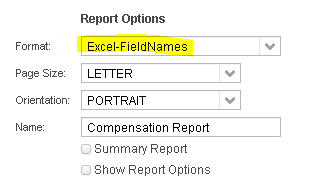 Report Options
Format: Excel-FieldNames
Page Size: LETTER
Orientation: PORTRAIT
Name: Compensation Report
Summary Report
Show Report Options